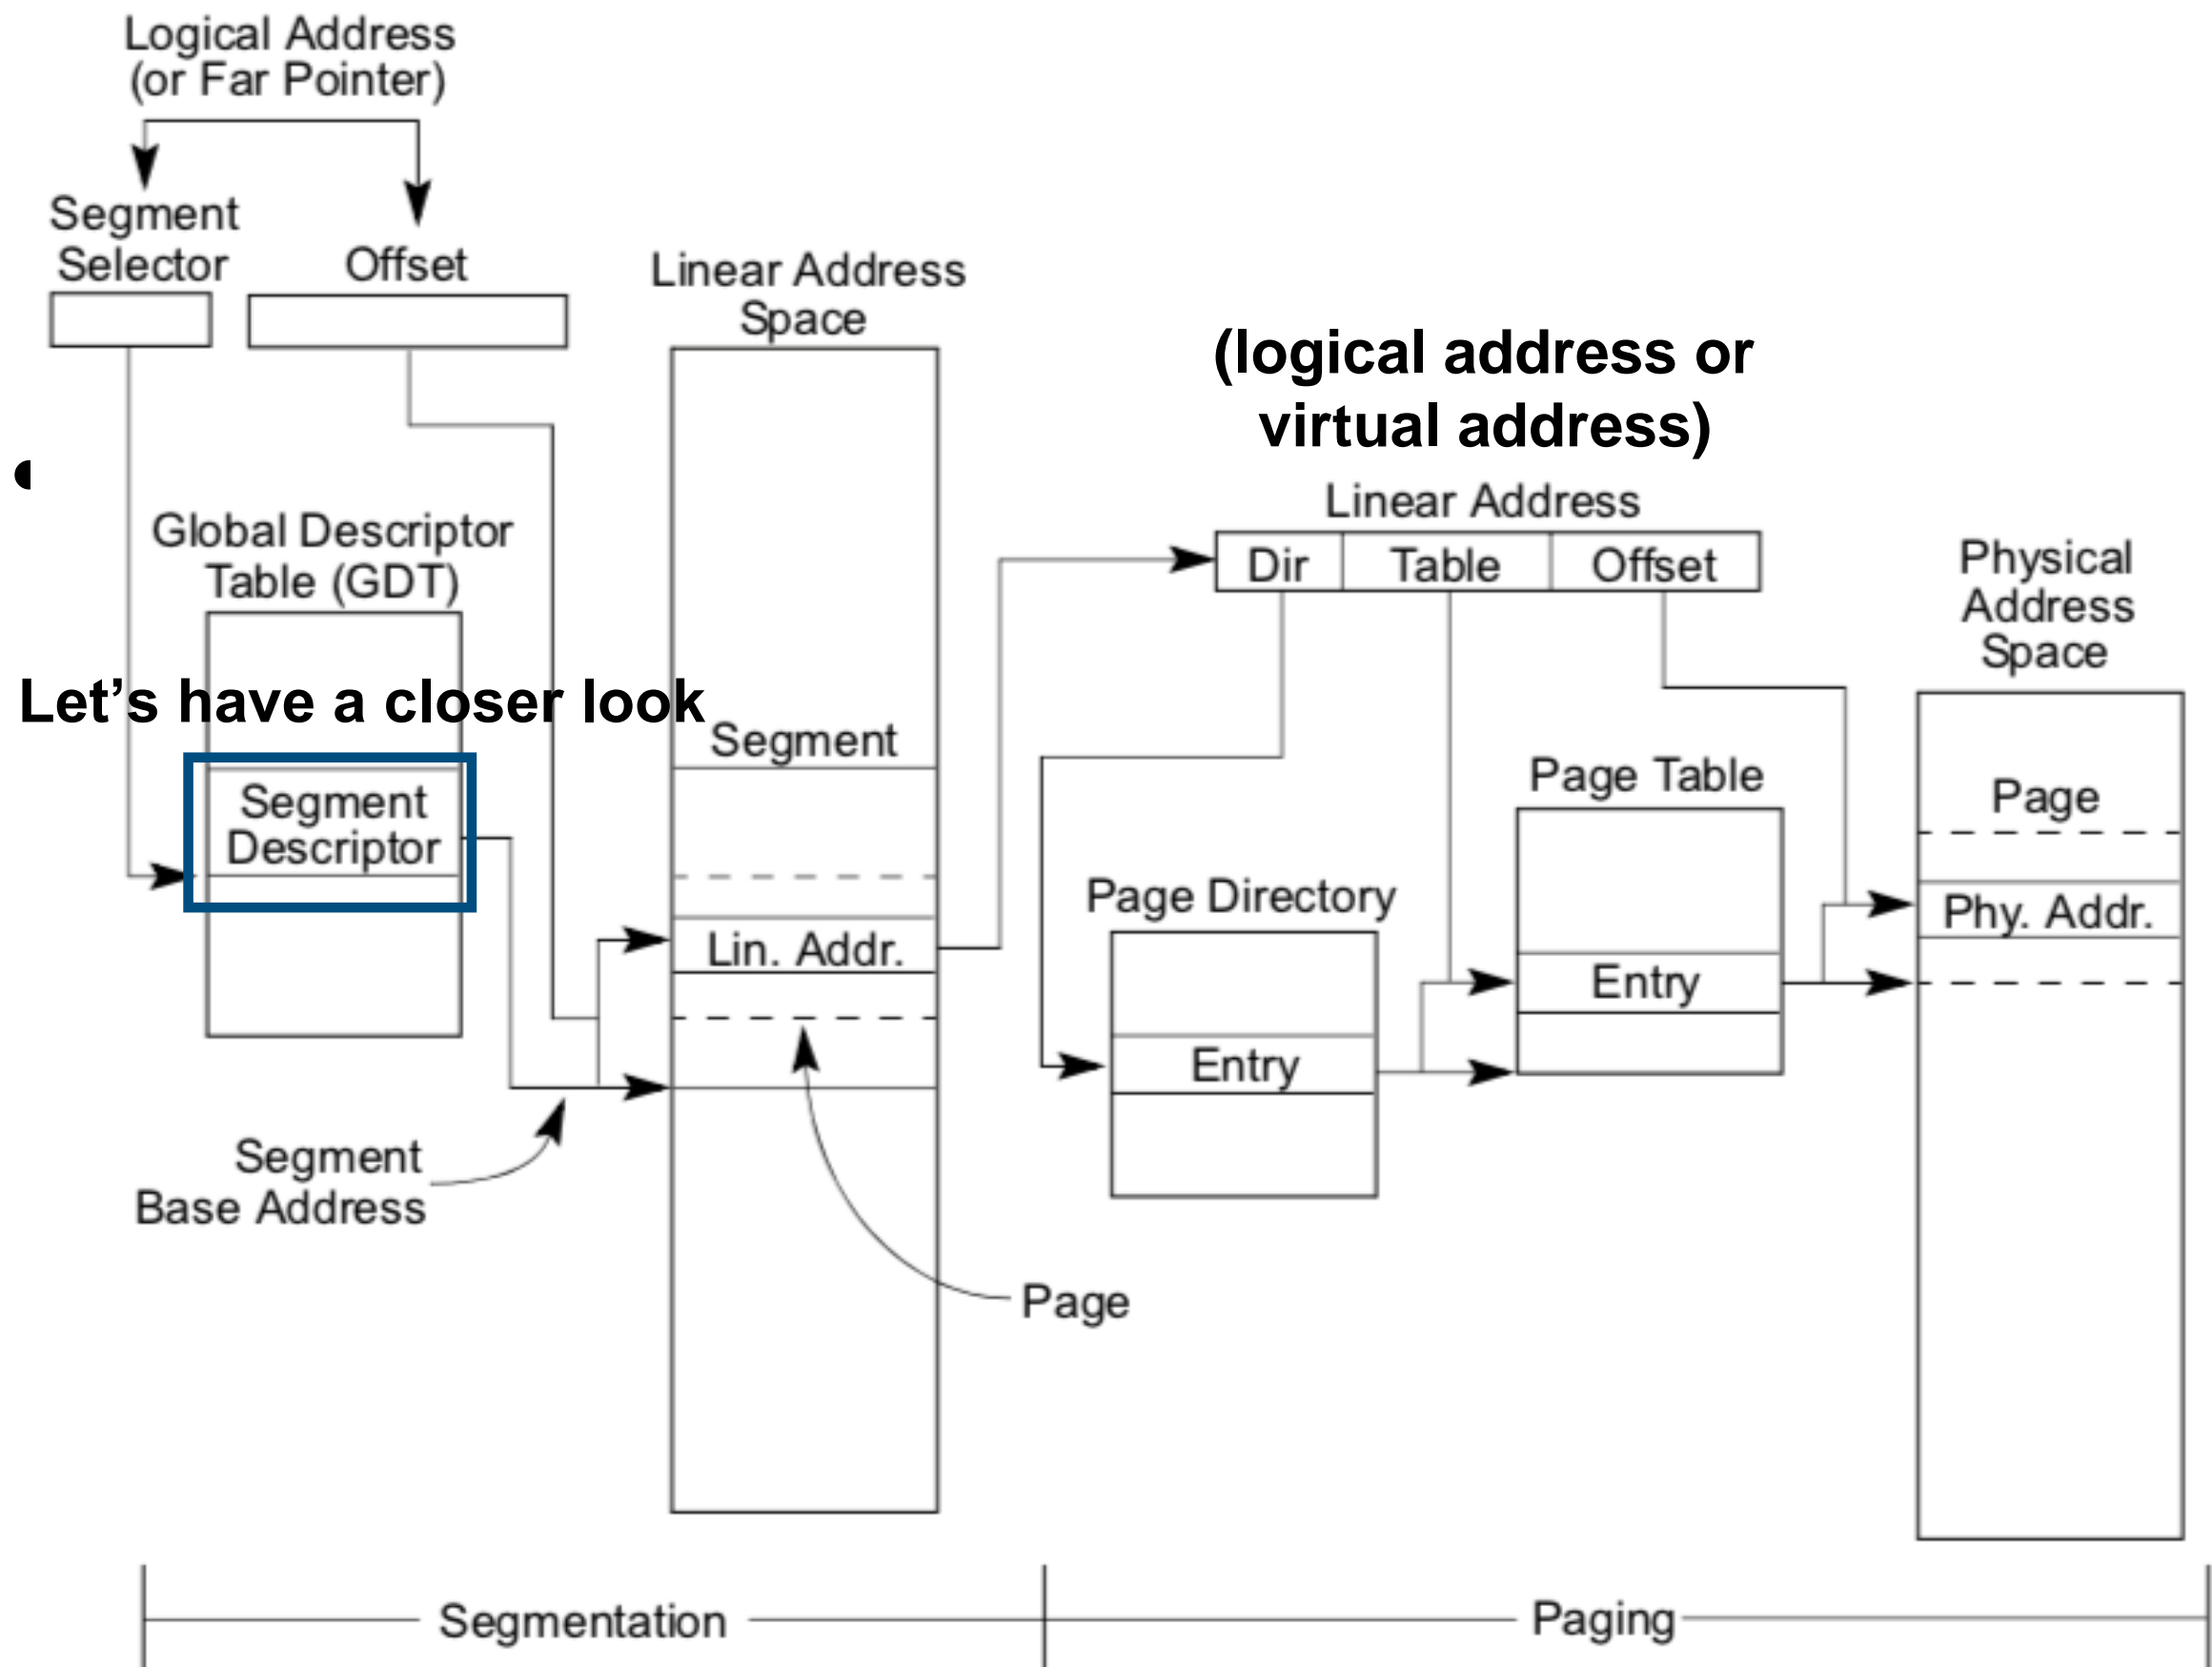 Logical Address
(or Far Pointer)
Segment
Selector
Offset
Linear Address
Space
(logical address or
virtual address)
Linear Address
Dir Table Offset
Global Descriptor
Table (GDT)
Physical
Address
Space
Let’s have a closer look
Segment
Segment
Descriptor
Page Table
Page
Page Directory
Phy. Addr.
Lin. Addr.
Entry
Entry
Segment
Base Address
Page
Segmentation
Paging